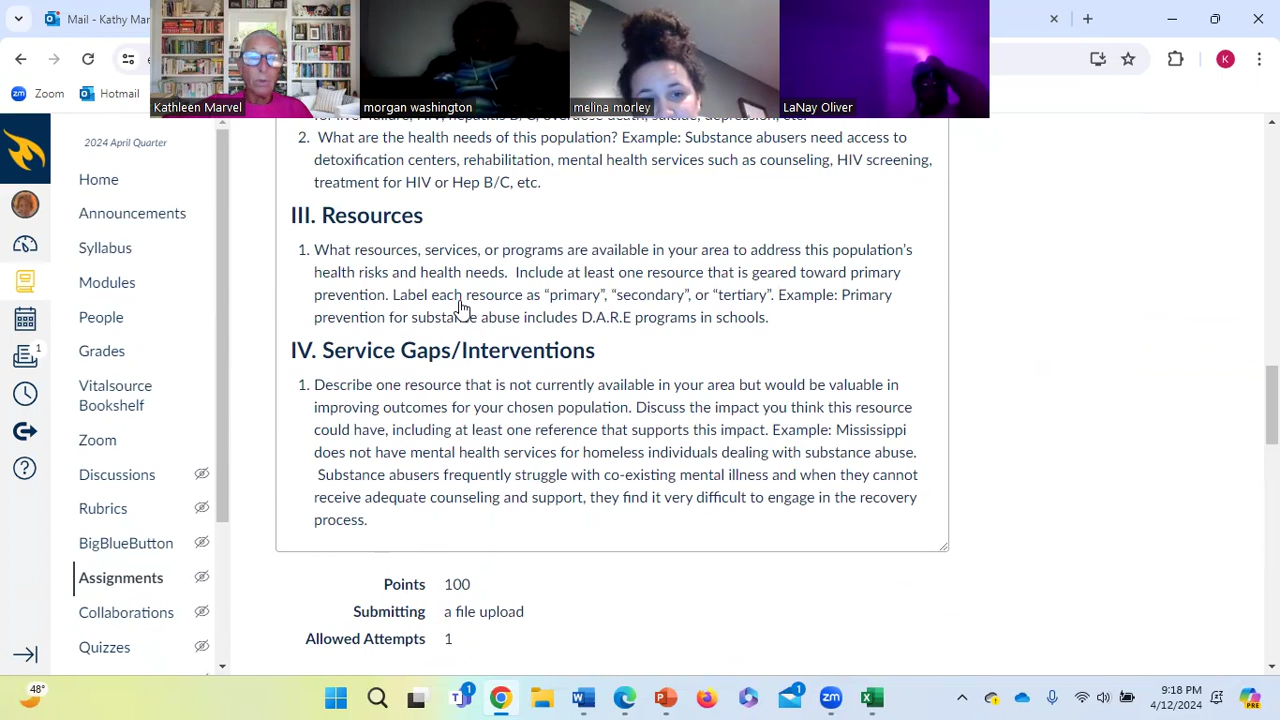 Mail - Kathy Mar
Zoom
Hotmail
K
Kathleen Marvel
morgan washington
melina morley
LaNay Oliver
2024 April Quarter
Home
Announcements
Syllabus
Modules
People
Grades
Vitalsource
Bookshelf
Zoom
Discussions
Rubrics
BigBlueButton
Assignments
Collaborations
Quizzes
1
2. What are the health needs of this population? Example: Substance abusers need access to
detoxification centers, rehabilitation, mental health services such as counseling, HIV screening,
treatment for HIV or Hep B/C, etc.
III. Resources
1. What resources, services, or programs are available in your area to address this population's
health risks and health needs.  Include at least one resource that is geared toward primary
prevention. Label each resource as “primary”, “secondary”, or “tertiary”. Example: Primary
prevention for substance abuse includes D.A.R.E programs in schools.
IV. Service Gaps/Interventions
1. Describe one resource that is not currently available in your area but would be valuable in
improving outcomes for your chosen population. Discuss the impact you think this resource
could have, including at least one reference that supports this impact. Example: Mississippi
does not have mental health services for homeless individuals dealing with substance abuse.
Substance abusers frequently struggle with co-existing mental illness and when they cannot
receive adequate counseling and support, they find it very difficult to engage in the recovery
process.
Points 100
Submitting a file upload
Allowed Attempts 1
48°
1
9:18 PM
4/12/2024